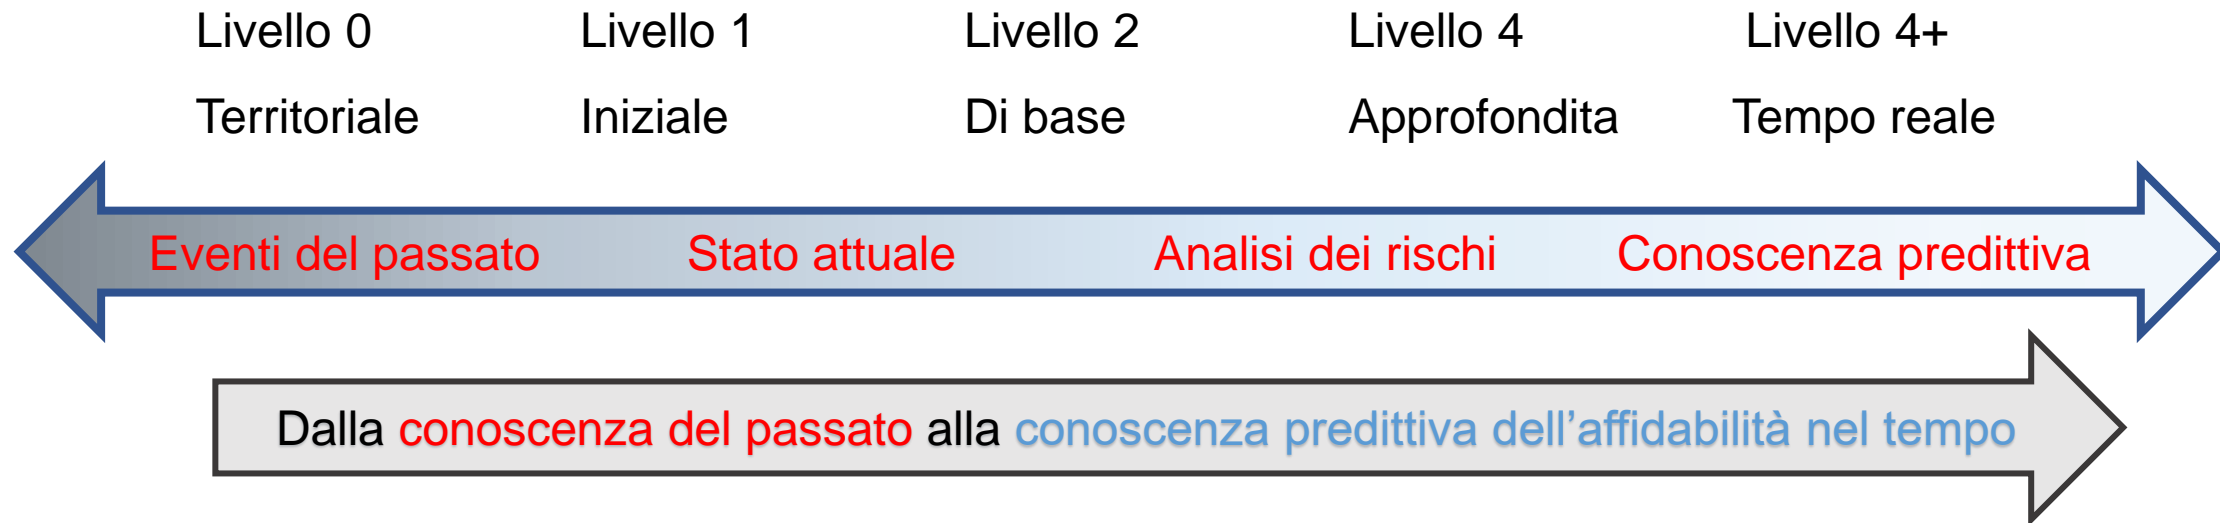 Livello 0 Livello 1 Livello 2 Livello 4 Livello 4+
Territoriale Iniziale Di base Approfondita Tempo reale
Eventi del passato Stato attuale Analisi dei rischi Conoscenza predittiva
Dalla conoscenza del passato alla conoscenza predittiva dell’affidabilità nel tempo